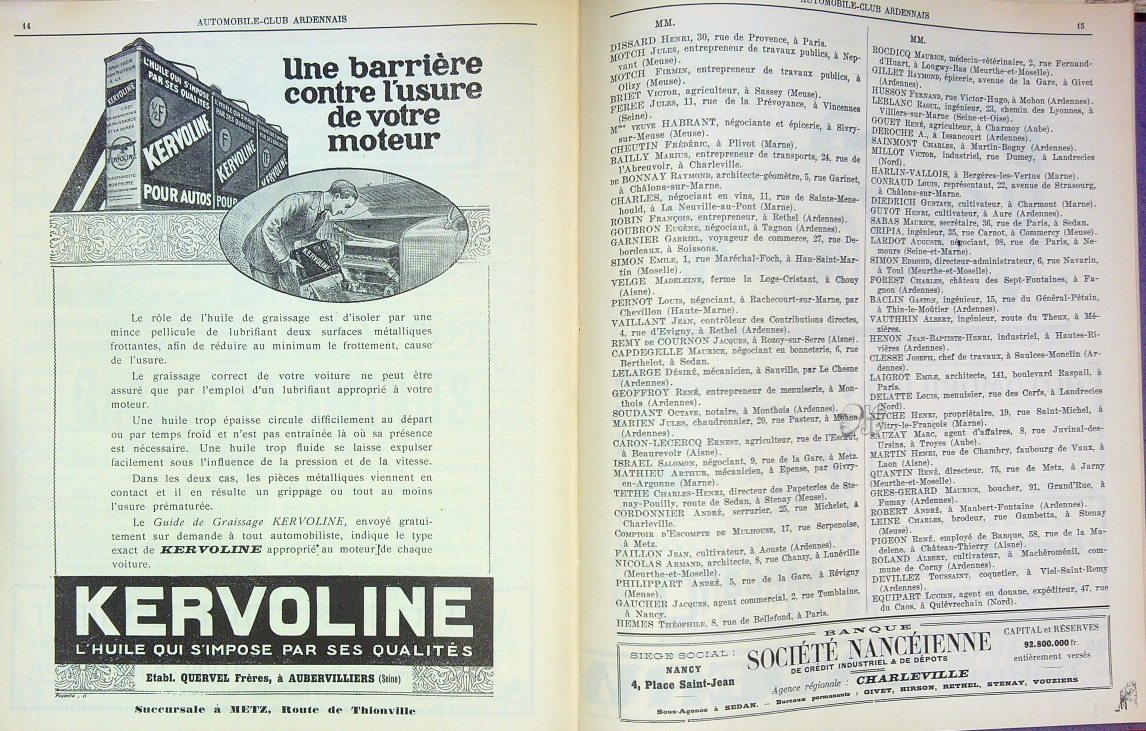 14
AUTOMOBILE-CLUB ARDENNAIS
Une barrière
contre l'usure
de votre
moteur
L'HUILE QUI S'IMPOSE
PAR SES QUALITÉS
KERVOLINE
POUR AUTOS
KERVOLINE
KERVOLINE
KERVOLINE
Le rôle de l'huile de graissage est d'isoler par une
mince pellicule de lubrifiant deux surfaces métalliques
frottantes, afin de réduire au minimum le frottement, cause
de l'usure.
Le graissage correct de votre voiture ne peut être
assuré que par l'emploi d'un lubrifiant approprié à votre
moteur.
Une huile trop épaisse circule difficilement au départ
ou par temps froid et n'est pas entraînée là où sa présence
est nécessaire. Une huile trop fluide se laisse expulser
facilement sous l'influence de la pression et de la vitesse.
Dans les deux cas, les pièces métalliques viennent en
contact et il en résulte un grippage ou tout au moins
l'usure prématurée.
Le Guide de Graissage KERVOLINE, envoyé gratui-
tement sur demande à tout automobiliste, indique le type
exact de KERVOLINE approprié au moteur de chaque
voiture.
KERVOLINE
L'HUILE QUI S'IMPOSE PAR SES QUALITÉS
Etabl. QUERVEL Frères, à AUBERVILLIERS (Seine)
Succursale à METZ, Route de Thionville
AUTOMOBILE-CLUB ARDENNAIS
15
MM.
DISSARD Henri, 30, rue de Provence, à Paris.
MOTCH Jules, entrepreneur de travaux publics, à Nep-
vant (Meuse).
MOTCH Firmin, entrepreneur de travaux publics, à
Olizy (Meuse).
BRIET Victor, agriculteur, à Sassey (Meuse).
FERÉE Jules, 11, rue de la Prévoyance, à Vincennes
(Seine).
Mme veuve HABRANT, négociante et épicerie, à Sivry-
sur-Meuse (Meuse).
CHEUTIN Frédéric, à Plivot (Marne).
BAILLY Marius, entrepreneur de transports, 24, rue de
l'Abreuvoir, à Charleville.
de BONNAY Raymond, architecte-géomètre, 5, rue Garinet,
à Châlons-sur-Marne.
CHARLES, négociant en vins, 11, rue de Sainte-Mene-
hould, à La Neuville-au-Pont (Marne).
ROBIN François, entrepreneur, à Rethel (Ardennes).
GOUBRON Eugène, négociant, à Tagnon (Ardennes).
GARNIER Gabriel, voyageur de commerce, 27, rue De-
bordeaux, à Soissons.
SIMON Emile, 1, rue Maréchal-Foch, à Han-Saint-Mar-
tin (Moselle).
VELGE Madeleine, ferme la Loge-Cristant, à Chouy
(Aisne).
PERNOT Louis, négociant, à Rachecourt-sur-Marne, par
Chevillon (Haute-Marne).
VAILLANT Jean, contrôleur des Contributions directes,
4, rue d'Evigny, à Rethel (Ardennes).
REMY de COURNON Jacques, à Rozoy-sur-Serre (Aisne).
CAPDEGELLE Maurice, négociant en bonneterie, 6, rue
Berthelot, à Sedan.
LELARGE Désiré, mécanicien, à Sauville, par Le Chesne
(Ardennes).
GEOFFROY René, entrepreneur de menuiserie, à Mon-
thois (Ardennes).
SOUDANT Octave, notaire, à Monthois (Ardennes).
MARIEN Jules, chaudronnier, 20, rue Pasteur, à Mohon
(Ardennes).
CARON-LECERCQ Ernest, agriculteur, rue de l'Escaut,
à Beaurevoir (Aisne).
ISRAEL Salomon, négociant, 9, rue de la Gare, à Metz.
MATHIEU Arthur, mécanicien, à Epense, par Givry-
en-Argonne (Marne).
TETHE Charles-Henri, directeur des Papeteries de Ste-
nay-Pouilly, route de Sedan, à Stenay (Meuse).
CORDONNIER André, serrurier, 25, rue Michelet, à
Charleville.
Comptoir d'Escompte de Mulhouse, 17, rue Serpenoise,
à Metz.
FAILLON Jean, cultivateur, à Aouste (Ardennes).
NICOLAS Armand, architecte, 8, rue Chanzy, à Lunéville
(Meurthe-et-Moselle).
PHILIPPART André, 5, rue de la Gare, à Révigny
(Meuse).
GAUCHER Jacques, agent commercial, 2, rue Tomblaine,
à Nancy.
HEMES Théophile, 8, rue de Bellefond, à Paris.
MM.
ROCDICQ Maurice, médecin-vétérinaire, 2, rue Fernand-
d'Huart, à Longwy-Bas (Meurthe-et-Moselle).
GILLET Raymond, épicerie, avenue de la Gare, à Givet
(Ardennes).
HUSSON Fernand, rue Victor-Hugo, à Mohon (Ardennes).
LEBLANC Raoul, ingénieur, 23, chemin des Lyonnes, à
Villiers-sur-Marne (Seine-et-Oise).
GOUET René, agriculteur, à Charmoy (Aube).
DEROCHE A., à Issancourt (Ardennes).
SAINMONT Charles, à Murtin-Bogny (Ardennes).
MILLOT Victor, industriel, rue Dumey, à Landrecies
(Nord).
HARLIN-VALLOIS, à Bergères-les-Vertus (Marne).
CONRAUD Louis, représentant, 22, avenue de Strasourg,
à Châlons-sur-Marne.
DIEDRICH Gustave, cultivateur, à Charmont (Marne).
GUYOT Henri, cultivateur, à Aure (Ardennes).
SABAS Maurice, secrétaire, 36, rue de Paris, à Sedan.
CRIPIA, ingénieur, 35, rue Carnot, à Commercy (Meuse).
LARDOT Auguste, négociant, 98, rue de Paris, à Ne-
mours (Seine-et-Marne).
SIMON Edmond, directeur-administrateur, 6, rue Navarin,
à Toul (Meurthe-et-Moselle).
FOREST Charles, château des Sept-Fontaines, à Fa-
gnon (Ardennes).
BACLIN Gaston, ingénieur, 15, rue du Général-Pétain,
à Thin-le-Moûtier (Ardennes).
VAUTHRIN Albert, ingénieur, route du Theux, à Mé-
zières.
HENON Jean-Baptiste-Henri, industriel, à Hautes-Ri-
vières (Ardennes).
CLESSE Joseph, chef de travaux, à Saulces-Monclin (Ar-
dennes).
LAIGROT Emile, architecte, 141, boulevard Raspail, à
Paris.
DELATTE Louis, menuisier, rue des Cerfs, à Landrecies
(Nord).
NITCHE Henri, propriétaire, 19, rue Saint-Michel, à
Vitry-le-François (Marne).
SAUZAY Marc, agent d'affaires, 8, rue Juvinal-des-
Ursins, à Troyes (Aube).
MARTIN Henri, rue de Chambry, faubourg de Vaux, à
Laon (Aisne).
QUANTIN René, directeur, 75, rue de Metz, à Jarny
(Meurthe-et-Moselle).
GRES-GERARD Maurice, boucher, 91, Grand'Rue, à
Fumay (Ardennes).
ROBERT André, à Maubert-Fontaine (Ardennes).
LEINE Charles, brodeur, rue Gambetta, à Stenay
(Meuse).
PIGEON René, employé de Banque, 58, rue de la Ma-
delene, à Château-Thierry (Aisne).
ROLAND Albert, cultivateur, à Machéroménil, com-
mune de Corny (Ardennes).
DEVILLEZ Toussaint, coquetier, à Viel-Saint-Remy
(Ardennes).
EQUIPART Lucien, agent en douane, expéditeur, 47, rue
du Caos, à Quiévrechain (Nord).
BANQUE
SIEGE SOCIAL :
NANCY
4, Place Saint-Jean
SOCIÉTÉ NANCÉIENNE
DE CRÉDIT INDUSTRIEL & DE DÉPOTS
Agence régionale : CHARLEVILLE
Sous-Agence à SEDAN. — Bureaux permanents : GIVET, HIRSON, RETHEL, STENAY, VOUZIERS
CAPITAL et RÉSERVES
92.800.000 fr.
entièrement versés